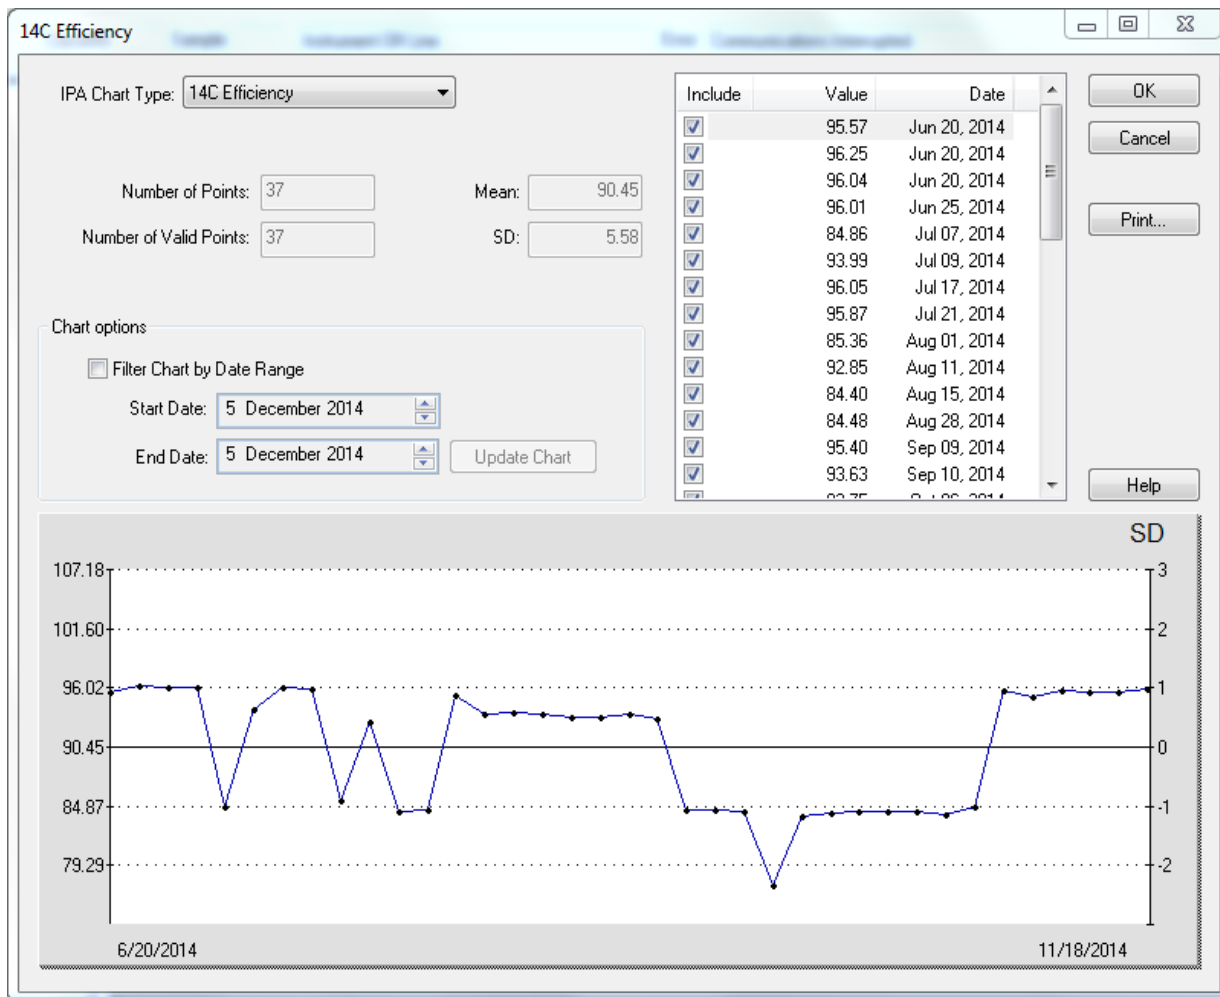 14C Efficiency
IPA Chart Type: 14C Efficiency
Number of Points: 37 Mean: 90.45
Number of Valid Points: 37 SD: 5.58
Chart options
Filter Chart by Date Range
Start Date: 5 December 2014
End Date: 5 December 2014 Update Chart
Include Value Date
95.57 Jun 20, 2014
96.25 Jun 20, 2014
96.04 Jun 20, 2014
96.01 Jun 25, 2014
84.86 Jul 07, 2014
93.99 Jul 09, 2014
96.05 Jul 17, 2014
95.87 Jul 21, 2014
85.36 Aug 01, 2014
92.85 Aug 11, 2014
84.40 Aug 15, 2014
84.48 Aug 28, 2014
95.40 Sep 09, 2014
93.63 Sep 10, 2014
OK
Cancel
Print...
Help
SD
107.18 3
101.60 2
96.02 1
90.45 0
84.87 -1
79.29 -2
6/20/2014 11/18/2014